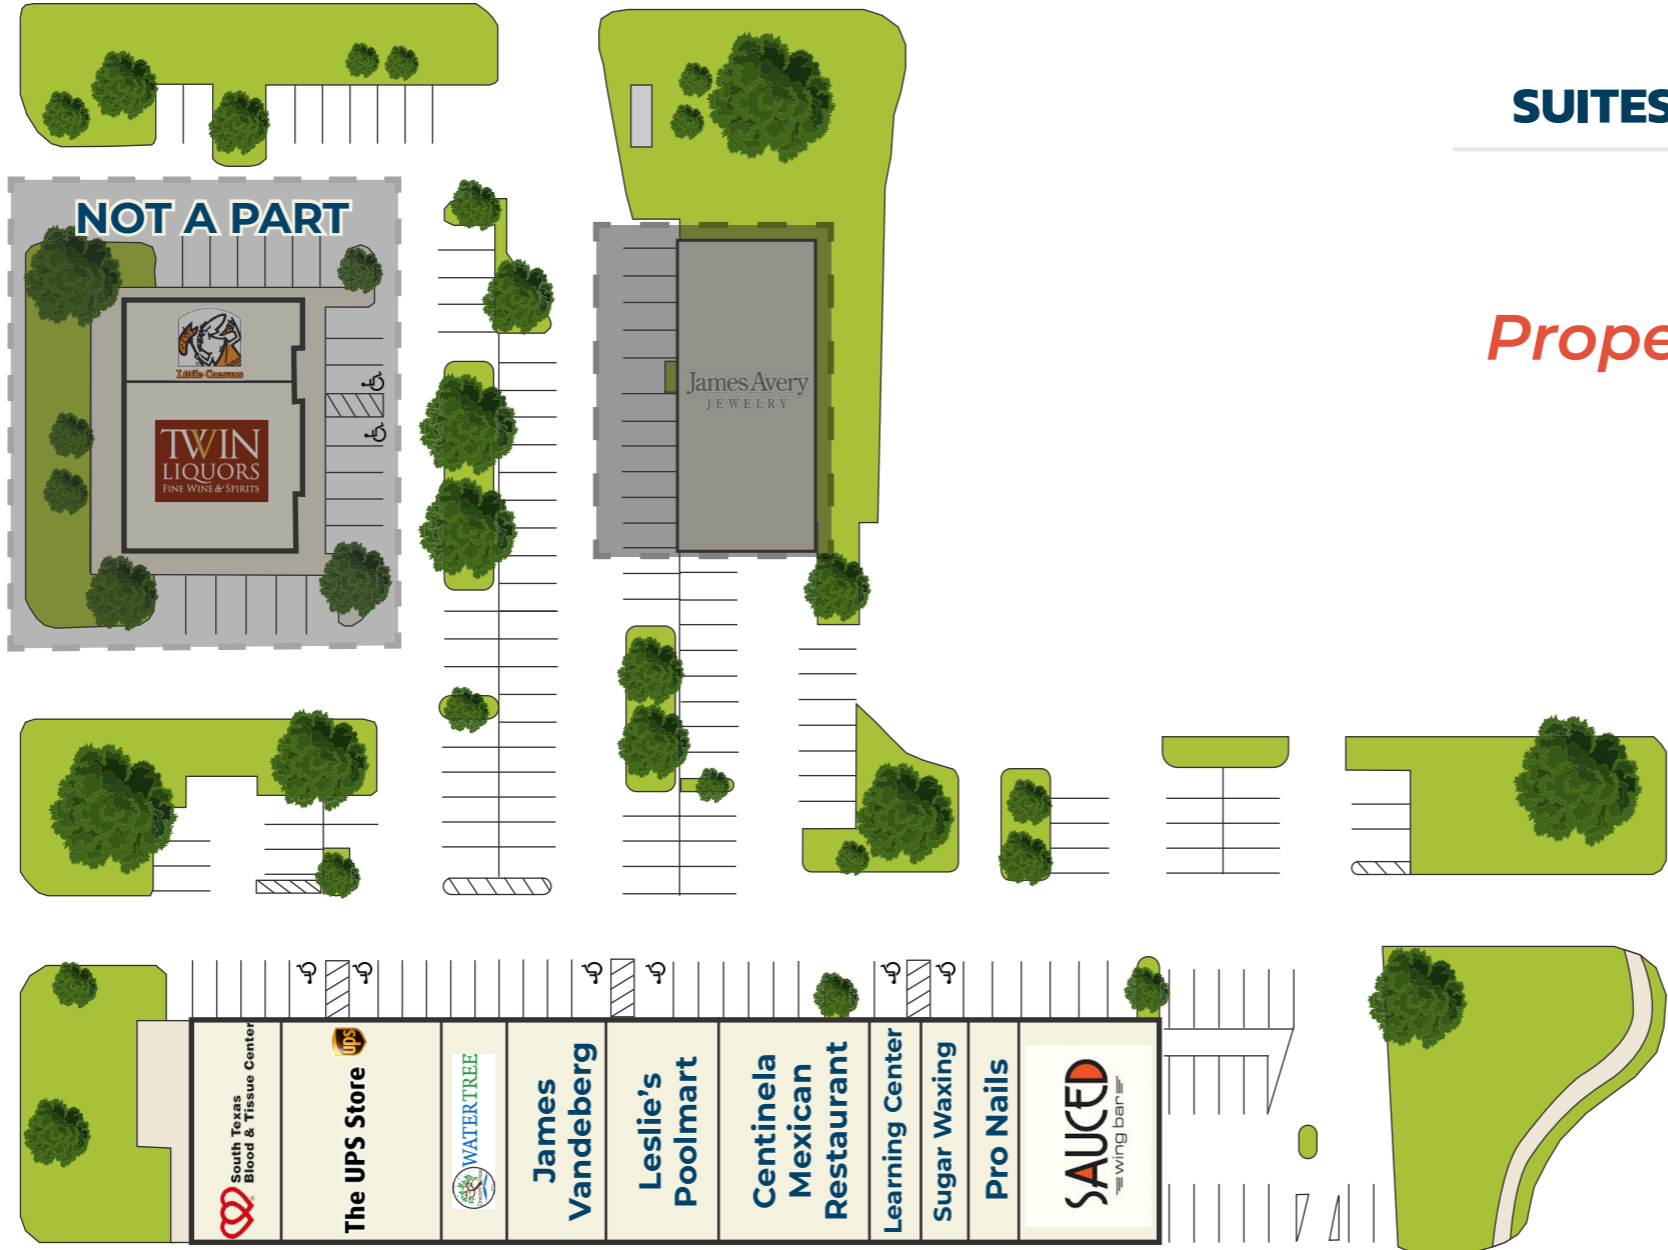 SUITES
Prope
NOT A PART
Little Caesars
TWIN
LIQUORS
FINE WINE & SPIRITS
James Avery
JEWELRY
South Texas
Blood & Tissue Center
ups
The UPS Store
WATERTREE
James
Vandeberg
Leslie's
Poolmart
Centinela
Mexican
Restaurant
Learning Center
Sugar Waxing
Pro Nails
SAUCED
wing bar